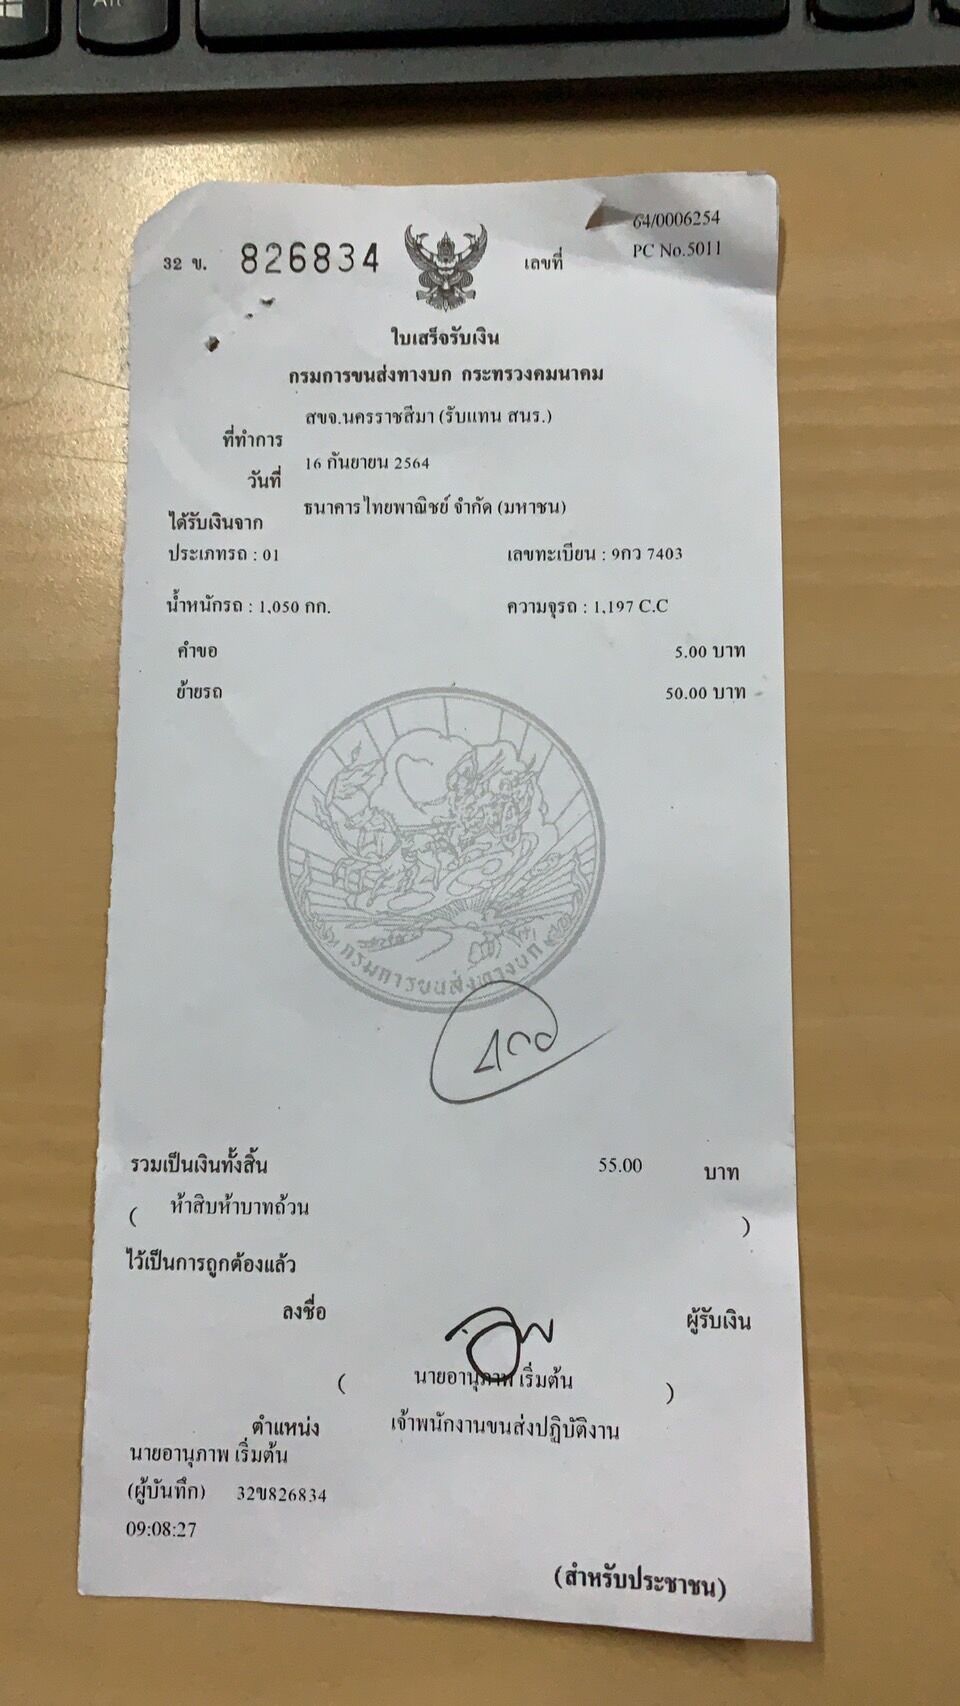 Alt
32 ข. 826834 เลขที่ 64/0006254
PC No.5011
ใบเสร็จรับเงิน
กรมการขนส่งทางบก กระทรวงคมนาคม
ที่ทำการ สขจ.นครราชสีมา (รับแทน สนร.)
วันที่ 16 กันยายน 2564
ได้รับเงินจาก ธนาคารไทยพาณิชย์ จำกัด (มหาชน)
ประเภทรถ : 01 เลขทะเบียน : 9กว 7403
น้ำหนักรถ : 1,050 กก. ความจุรถ : 1,197 C.C
คำขอ 5.00 บาท
ย้ายรถ 50.00 บาท
กรมการขนส่งทางบก
รวมเป็นเงินทั้งสิ้น 55.00 บาท
( ห้าสิบห้าบาทถ้วน )
ไว้เป็นการถูกต้องแล้ว
ลงชื่อ ผู้รับเงิน
( นายอานุภาพ เริ่มต้น )
ตำแหน่ง เจ้าพนักงานขนส่งปฏิบัติงาน
นายอานุภาพ เริ่มต้น
(ผู้บันทึก) 32ข826834
09:08:27
(สำหรับประชาชน)